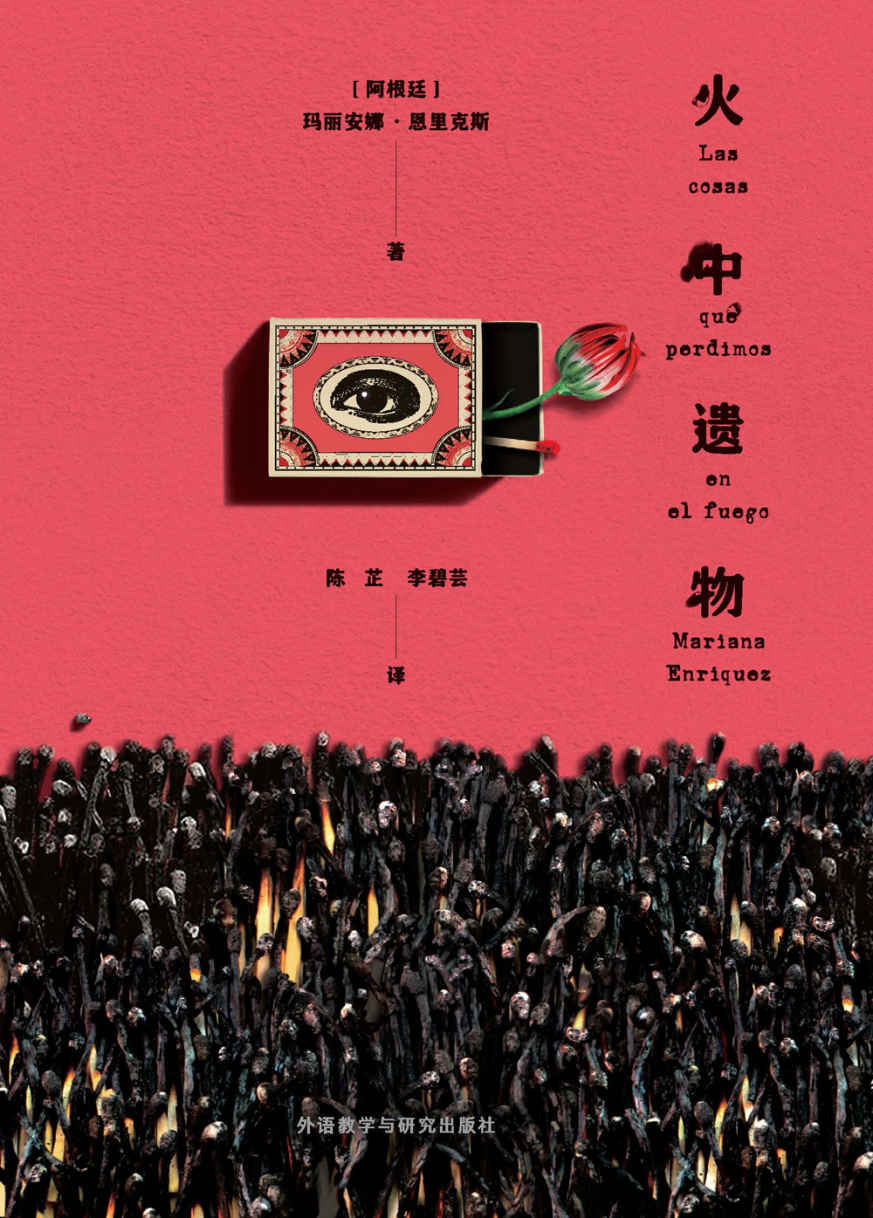 [阿根廷]
玛丽安娜·恩里克斯
著
火
Las
cosas
中
que
perdimos
遗
en
el fuego
物
Mariana
Enriquez
陈 芷 李碧芸
译
外语教学与研究出版社